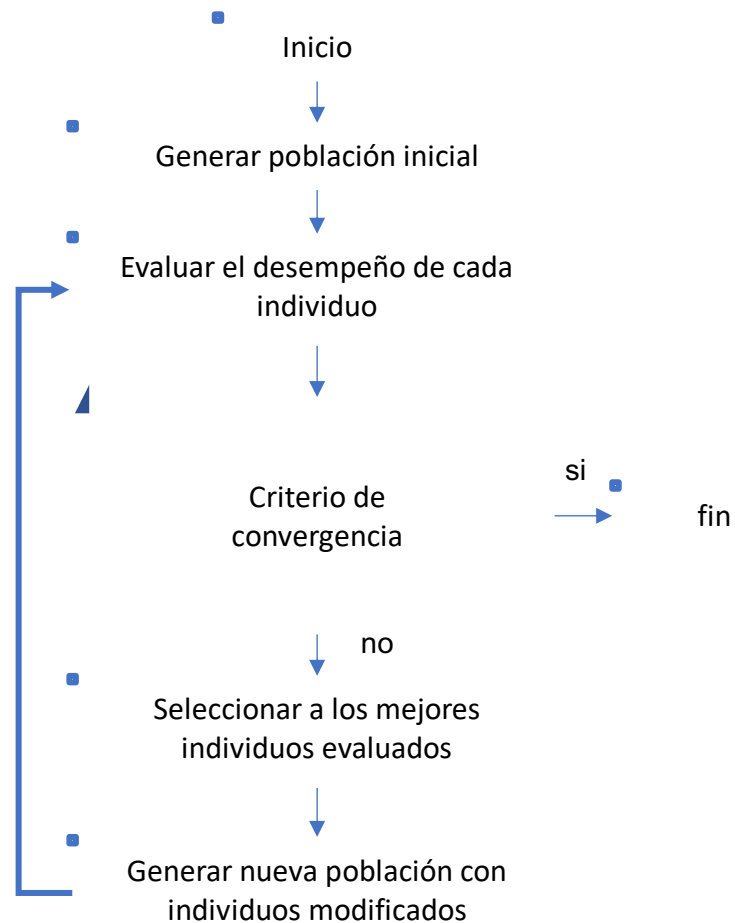 Inicio
Generar población inicial
Evaluar el desempeño de cada
individuo
si
Criterio de
convergencia
fin
no
Seleccionar a los mejores
individuos evaluados
Generar nueva población con
individuos modificados